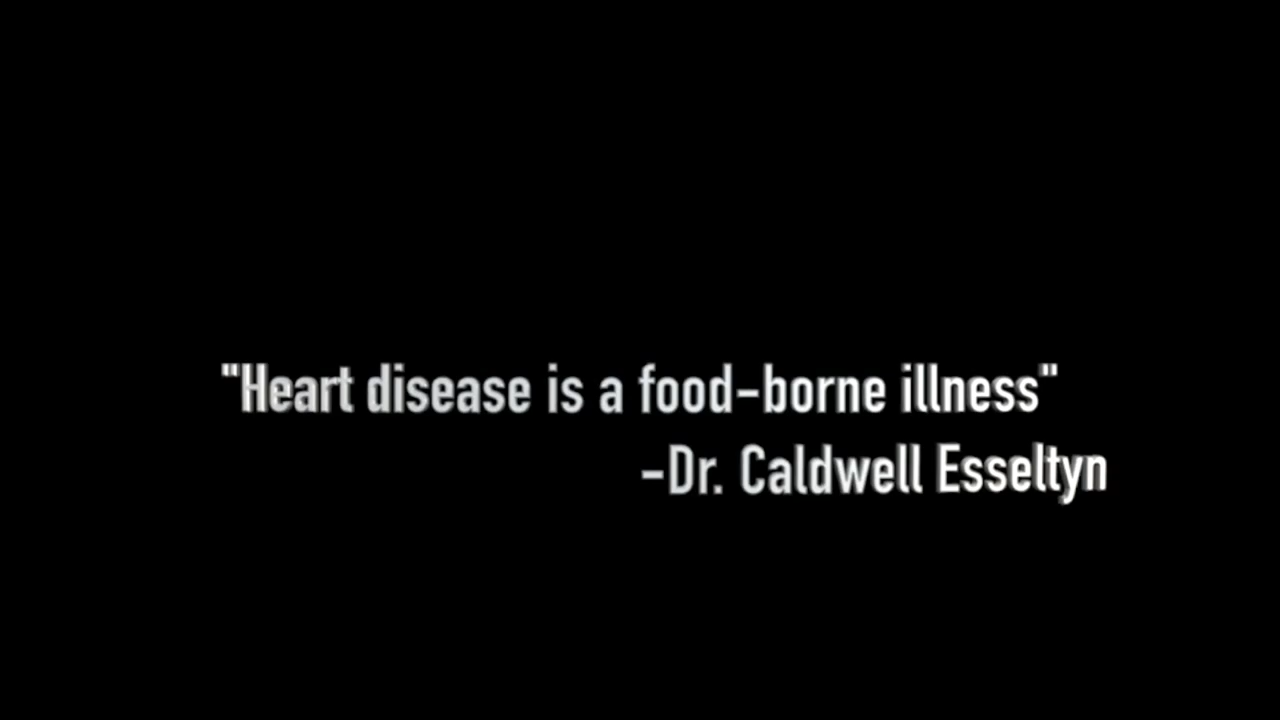 "Heart disease is a food-borne illness"
-Dr. Caldwell Esseltyn